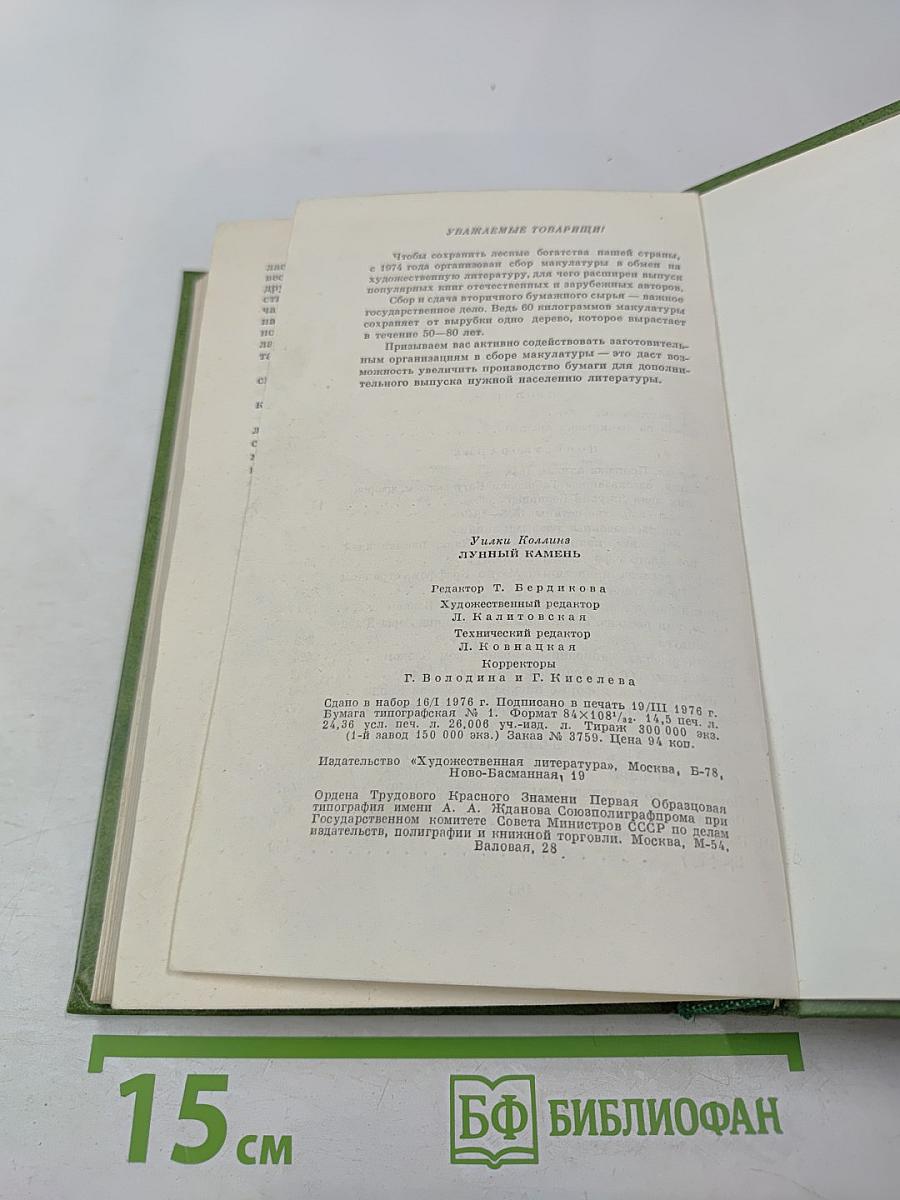 УВАЖАЕМЫЕ ТОВАРИЩИ!
Чтобы сохранить лесные богатства нашей страны,
с 1974 года организован сбор макулатуры в обмен на
художественную литературу, для чего расширен выпуск
популярных книг отечественных и зарубежных авторов.
Сбор и сдача вторичного бумажного сырья — важное
государственное дело. Ведь 60 килограммов макулатуры
сохраняет от вырубки одно дерево, которое вырастает
в течение 50—80 лет.
Призываем вас активно содействовать заготовитель-
ным организациям в сборе макулатуры — это даст воз-
можность увеличить производство бумаги для дополни-
тельного выпуска нужной населению литературы.
Уилки Коллинз
ЛУННЫЙ КАМЕНЬ
Редактор Т. Бердикова
Художественный редактор
Л. Калитовская
Технический редактор
Л. Ковнацкая
Корректоры
Г. Володина и Г. Киселева
Сдано в набор 16/I 1976 г. Подписано в печать 19/III 1976 г.
Бумага типографская № 1. Формат 84×108¹/₃₂. 14,5 печ. л.
24,36 усл. печ. л. 26,006 уч.-изд. л. Тираж 300 000 экз.
(1-й завод 150 000 экз.) Заказ № 3759. Цена 94 коп.
Издательство «Художественная литература», Москва, Б-78,
Ново-Басманная, 19
Ордена Трудового Красного Знамени Первая Образцовая
типография имени А. А. Жданова Союзполиграфпрома при
Государственном комитете Совета Министров СССР по делам
издательств, полиграфии и книжной торговли. Москва, М-54,
Валовая, 28
15 см
БФ БИБЛИОФАН